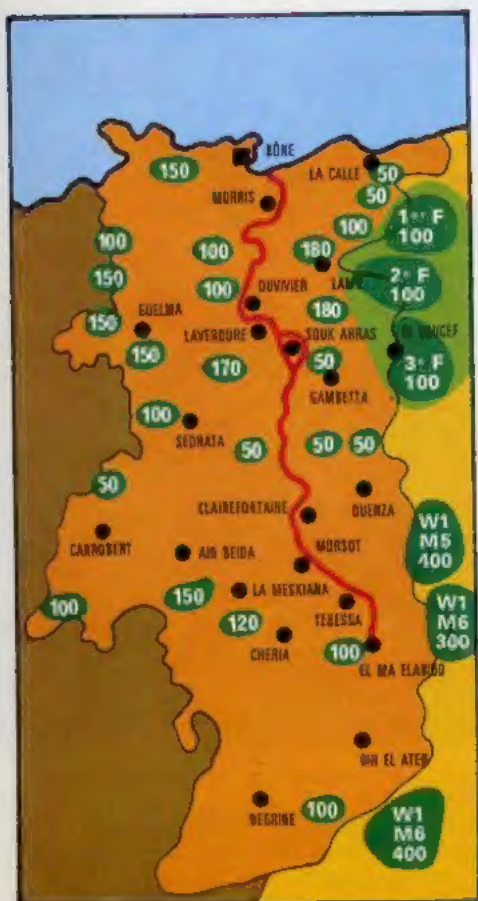 BÔNE
150
LA CALLE
50
50
MORRIS
1er F
100
100
100
100
180
2e F
100
150
100
DUVIVIER
180
150
GUELMA
LAVERDURE
SOUK AHRAS
150
170
50
3e F
100
GAMBETTA
100
SEDRATA
50
50
50
50
CLAIREFONTAINE
OUENZA
W1
M5
400
CANROBERT
AIN BEIDA
MORSOT
150
LA MESKIANA
W1
M6
300
100
120
TEBESSA
CHERIA
100
EL MA ELABIOD
BIR EL ATER
NEGRINE
100
W1
M6
400